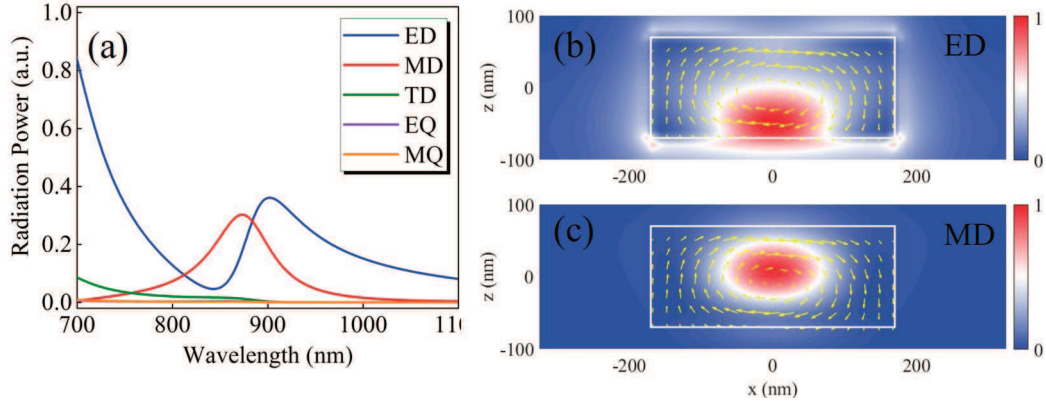 1.0
0.8
0.6
0.4
0.2
0.0
Radiation Power (a.u.)
(a)
ED
MD
TD
EQ
MQ
700
800
900
1000
110
Wavelength (nm)
(b)
ED
100
0
-100
z (nm)
-200
0
200
1
0
(c)
MD
100
0
-100
z (nm)
-200
0
200
x (nm)
1
0